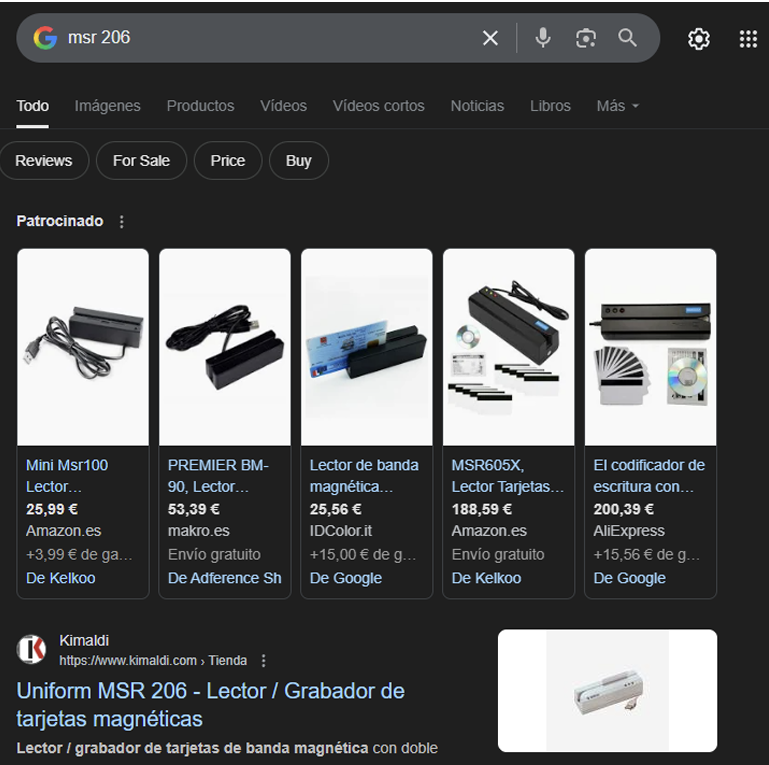 msr 206
Todo Imágenes Productos Vídeos Vídeos cortos Noticias Libros Más
Reviews For Sale Price Buy
Patrocinado
Mini Msr100
Lector...
25,99 €
Amazon.es
+3,99 € de ga...
De Kelkoo
PREMIER BM-
90, Lector...
53,39 €
makro.es
Envío gratuito
De Adference Sh
Lector de banda
magnética...
25,56 €
IDColor.it
+15,00 € de g...
De Google
MSR605X,
Lector Tarjetas...
188,59 €
Amazon.es
Envío gratuito
De Kelkoo
El codificador de
escritura con...
200,39 €
AliExpress
+15,56 € de g...
De Google
Kimaldi
https://www.kimaldi.com › Tienda
Uniform MSR 206 - Lector / Grabador de
tarjetas magnéticas
Lector / grabador de tarjetas de banda magnética con doble